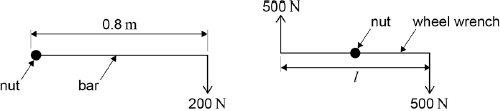 0.8 m
nut
bar
200 N
500 N
nut
wheel wrench
l
500 N